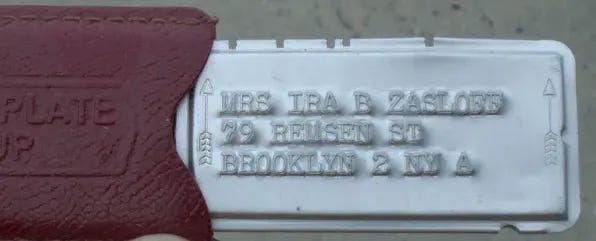 PLATE
UP
MRS IRA B ZASLOFF
79 REMSEN ST
BROOKLYN 2 NY A